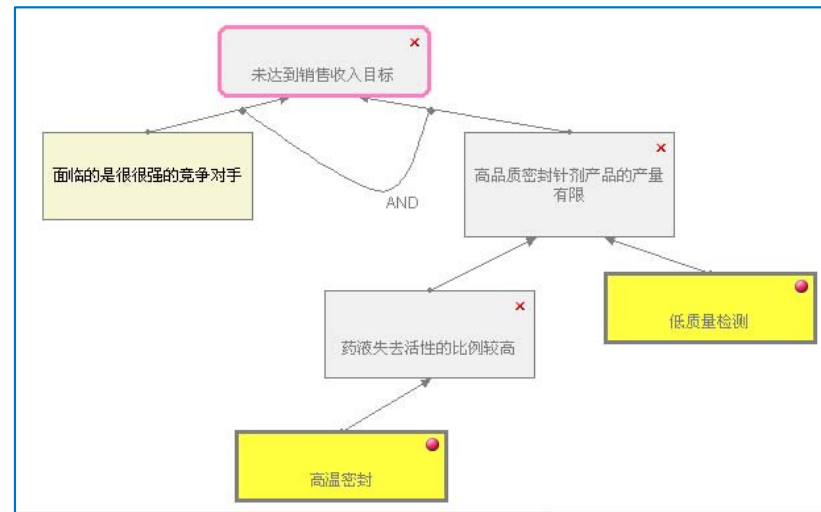 未达到销售收入目标
面临的是很很强的竞争对手
高品质密封针剂产品的产量
有限
AND
低质量检测
药液失去活性的比例较高
高温密封